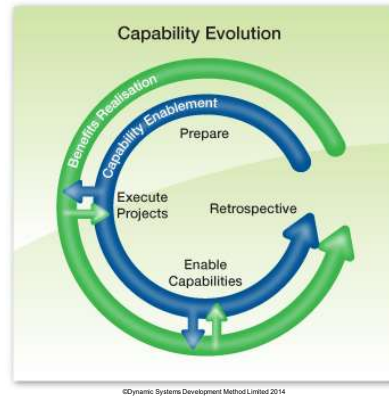 Capability Evolution
Benefits Realisation
Capability Enablement
Prepare
Execute
Projects
Retrospective
Enable
Capabilities
©Dynamic Systems Development Method Limited 2014